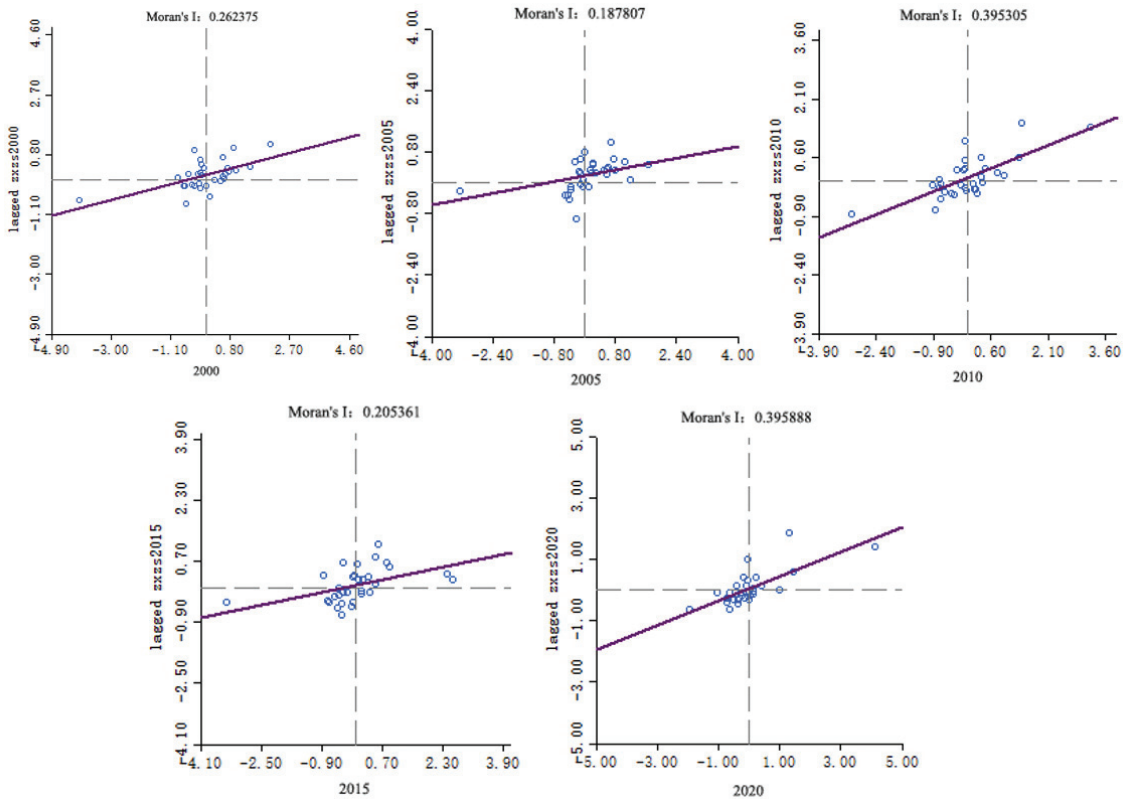 Moran's I: 0.262375
4.60
2.70
0.80
-1.10
-3.00
-4.90
lagged zxzs2000
-4.90 -3.00 -1.10 0.80 2.70 4.60
2000
Moran's I: 0.187807
4.00
2.40
0.80
-0.80
-2.40
-4.00
lagged zxzs2005
-4.00 -2.40 -0.80 0.80 2.40 4.00
2005
Moran's I: 0.395305
3.60
2.10
0.60
-0.90
-2.40
-3.90
lagged zxzs2010
-3.90 -2.40 -0.90 0.60 2.10 3.60
2010
Moran's I: 0.205361
3.90
2.30
0.70
-0.90
-2.50
-4.10
lagged zxzs2015
-4.10 -2.50 -0.90 0.70 2.30 3.90
2015
Moran's I: 0.395888
5.00
3.00
1.00
-1.00
-3.00
-5.00
lagged zxzs2020
-5.00 -3.00 -1.00 1.00 3.00 5.00
2020